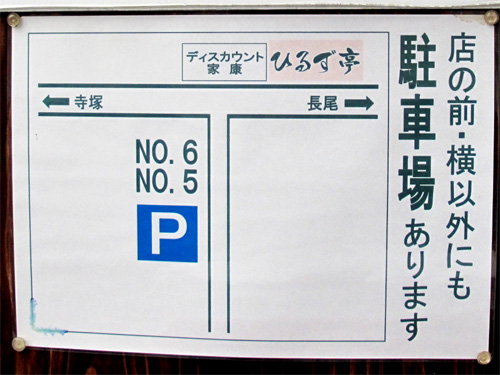 店の前・横以外にも
駐車場あります
ディスカウント
家康
ひるず亭
寺塚
長尾
NO.6
NO.5
P